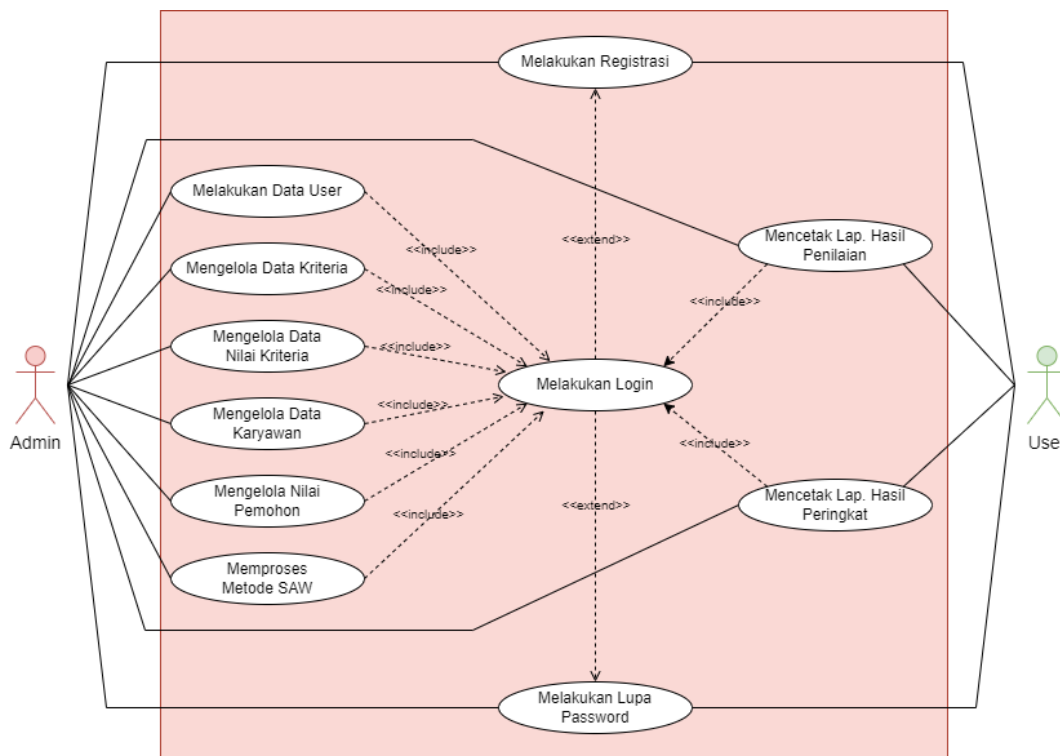 Melakukan Registrasi
Melakukan Data User
<<include>>
<<extend>>
Mencetak Lap. Hasil
Penilaian
Mengelola Data Kriteria
<<include>>
<<include>>
Mengelola Data
Nilai Kriteria
<<include>>
Melakukan Login
Admin
User
Mengelola Data
Karyawan
<<include>>
<<include>>
Mengelola Nilai
Pemohon
<<include>>
Mencetak Lap. Hasil
Peringkat
<<include>>
<<extend>>
Memproses
Metode SAW
Melakukan Lupa
Password